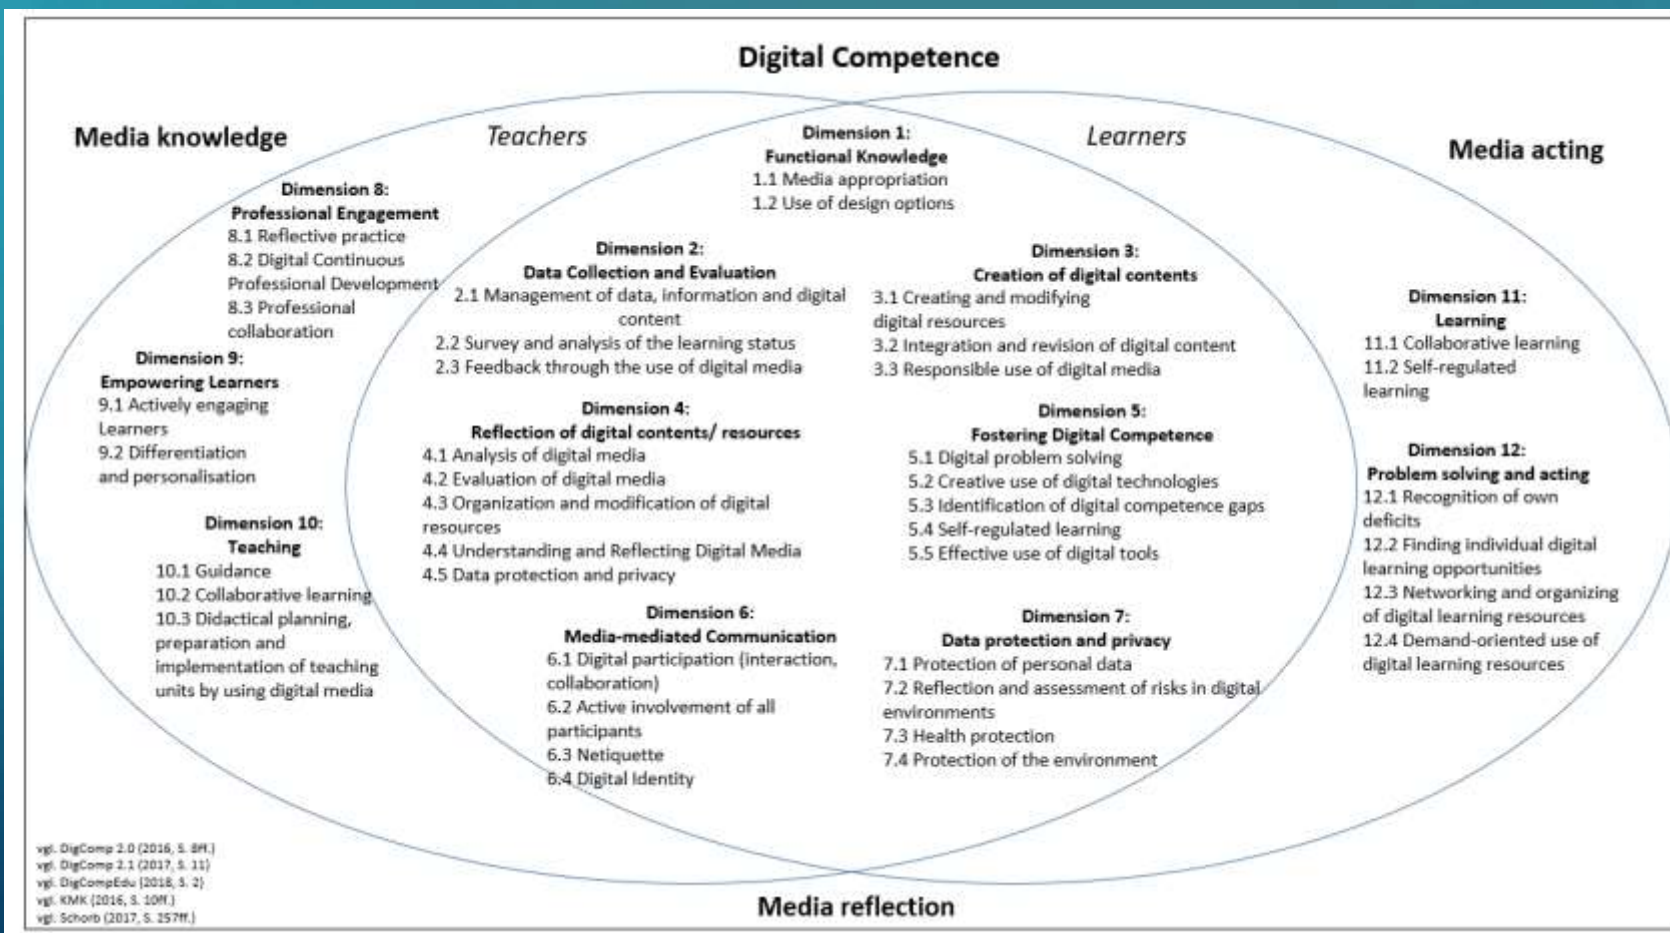 Digital Competence
Media knowledge
Teachers
Learners
Media acting
Dimension 1:
Functional Knowledge
1.1 Media appropriation
1.2 Use of design options
Dimension 8:
Professional Engagement
8.1 Reflective practice
8.2 Digital Continuous
Professional Development
8.3 Professional
collaboration
Dimension 9:
Empowering Learners
9.1 Actively engaging
Learners
9.2 Differentiation
and personalisation
Dimension 10:
Teaching
10.1 Guidance
10.2 Collaborative learning
10.3 Didactical planning,
preparation and
implementation of teaching
units by using digital media
Dimension 2:
Data Collection and Evaluation
2.1 Management of data, information and digital
content
2.2 Survey and analysis of the learning status
2.3 Feedback through the use of digital media
Dimension 3:
Creation of digital contents
3.1 Creating and modifying
digital resources
3.2 Integration and revision of digital content
3.3 Responsible use of digital media
Dimension 4:
Reflection of digital contents/ resources
4.1 Analysis of digital media
4.2 Evaluation of digital media
4.3 Organization and modification of digital
resources
4.4 Understanding and Reflecting Digital Media
4.5 Data protection and privacy
Dimension 5:
Fostering Digital Competence
5.1 Digital problem solving
5.2 Creative use of digital technologies
5.3 Identification of digital competence gaps
5.4 Self-regulated learning
5.5 Effective use of digital tools
Dimension 6:
Media-mediated Communication
6.1 Digital participation (interaction,
collaboration)
6.2 Active involvement of all
participants
6.3 Netiquette
6.4 Digital Identity
Dimension 7:
Data protection and privacy
7.1 Protection of personal data
7.2 Reflection and assessment of risks in digital
environments
7.3 Health protection
7.4 Protection of the environment
Dimension 11:
Learning
11.1 Collaborative learning
11.2 Self-regulated
learning
Dimension 12:
Problem solving and acting
12.1 Recognition of own
deficits
12.2 Finding individual digital
learning opportunities
12.3 Networking and organizing
of digital learning resources
12.4 Demand-oriented use of
digital learning resources
vgl. DigComp 2.0 (2016, S. 8ff.)
vgl. DigComp 2.1 (2017, S. 11)
vgl. DigCompEdu (2018, S. 2)
vgl. KMK (2016, S. 10ff.)
vgl. Schorb (2017, S. 257ff.)
Media reflection